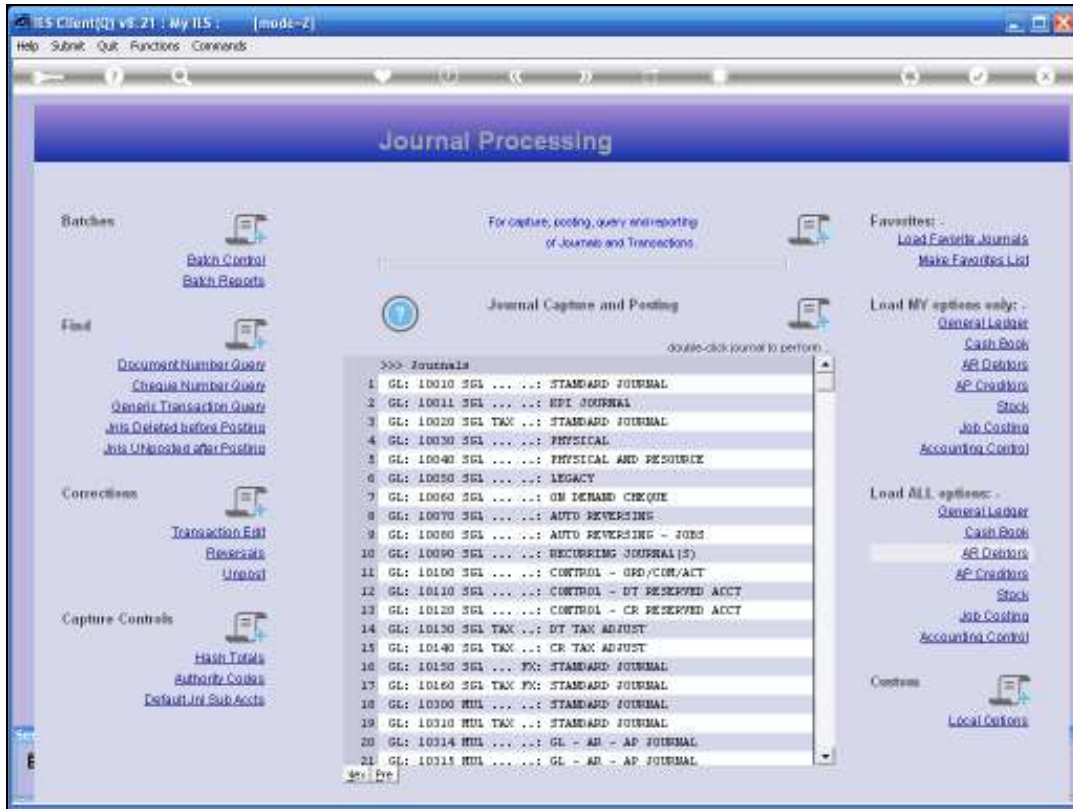 IES Client(Q) v8.21 : My IES : [mode=2]
Help Submit Quit Functions Commands
Journal Processing
Batches
Batch Control
Batch Reports
Find
Document Number Query
Cheque Number Query
Generic Transaction Query
Jnls Deleted before Posting
Jnls UNposted after Posting
Corrections
Transaction Edit
Reversals
Unpost
Capture Controls
Hash Totals
Authority Codes
Default Jnl Sub Accts
For capture, posting, query and reporting
of Journals and Transactions.
Journal Capture and Posting
double-click journal to perform
>>> Journals
1 GL: 10010 SGL ... ..: STANDARD JOURNAL
2 GL: 10011 SGL ... ..: KPI JOURNAL
3 GL: 10020 SGL TAX ..: STANDARD JOURNAL
4 GL: 10030 SGL ... ..: PHYSICAL
5 GL: 10040 SGL ... ..: PHYSICAL AND RESOURCE
6 GL: 10050 SGL ... ..: LEGACY
7 GL: 10060 SGL ... ..: ON DEMAND CHEQUE
8 GL: 10070 SGL ... ..: AUTO REVERSING
9 GL: 10080 SGL ... ..: AUTO REVERSING - JOBS
10 GL: 10090 SGL ... ..: RECURRING JOURNAL(S)
11 GL: 10100 SGL ... ..: CONTROL - ORD/COM/ACT
12 GL: 10110 SGL ... ..: CONTROL - DT RESERVED ACCT
13 GL: 10120 SGL ... ..: CONTROL - CR RESERVED ACCT
14 GL: 10130 SGL TAX ..: DT TAX ADJUST
15 GL: 10140 SGL TAX ..: CR TAX ADJUST
16 GL: 10150 SGL ... FX: STANDARD JOURNAL
17 GL: 10160 SGL TAX FX: STANDARD JOURNAL
18 GL: 10300 MUL ... ..: STANDARD JOURNAL
19 GL: 10310 MUL TAX ..: STANDARD JOURNAL
20 GL: 10314 MUL ... ..: GL - AR - AP JOURNAL
21 GL: 10315 MUL ... ..: GL - AR - AP JOURNAL
Nex Pre
Favorites: .
Load Favorite Journals
Make Favorites List
Load MY options only: .
General Ledger
Cash Book
AR Debtors
AP Creditors
Stock
Job Costing
Accounting Control
Load ALL options: .
General Ledger
Cash Book
AR Debtors
AP Creditors
Stock
Job Costing
Accounting Control
Custom
Local Options